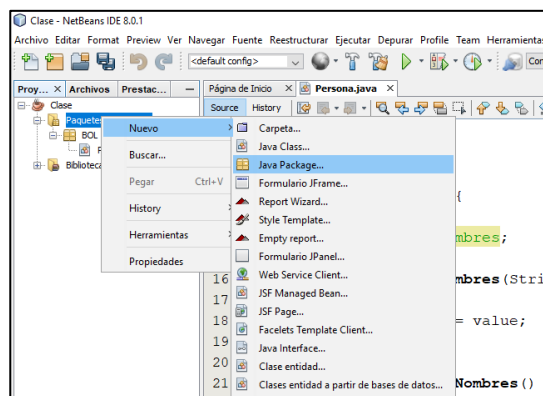 Clase - NetBeans IDE 8.0.1
Archivo Editar Format Preview Ver Navegar Fuente Reestructurar Ejecutar Depurar Profile Team Herramientas
<default config>
Proy... Archivos Prestac...
Página de Inicio Persona.java
Source History
Clase
Paquetes
BOL
Biblioteca
Nuevo
Buscar...
Pegar Ctrl+V
History
Herramientas
Propiedades
Carpeta...
Java Class...
Java Package...
Formulario JFrame...
Report Wizard...
Style Template...
Empty report...
Formulario JPanel...
Web Service Client...
JSF Managed Bean...
JSF Page...
Facelets Template Client...
Java Interface...
Clase entidad...
Clases entidad a partir de bases de datos...
{
mbres;
16 mbres(Stri
17
18 = value;
19
20
21 Nombres()